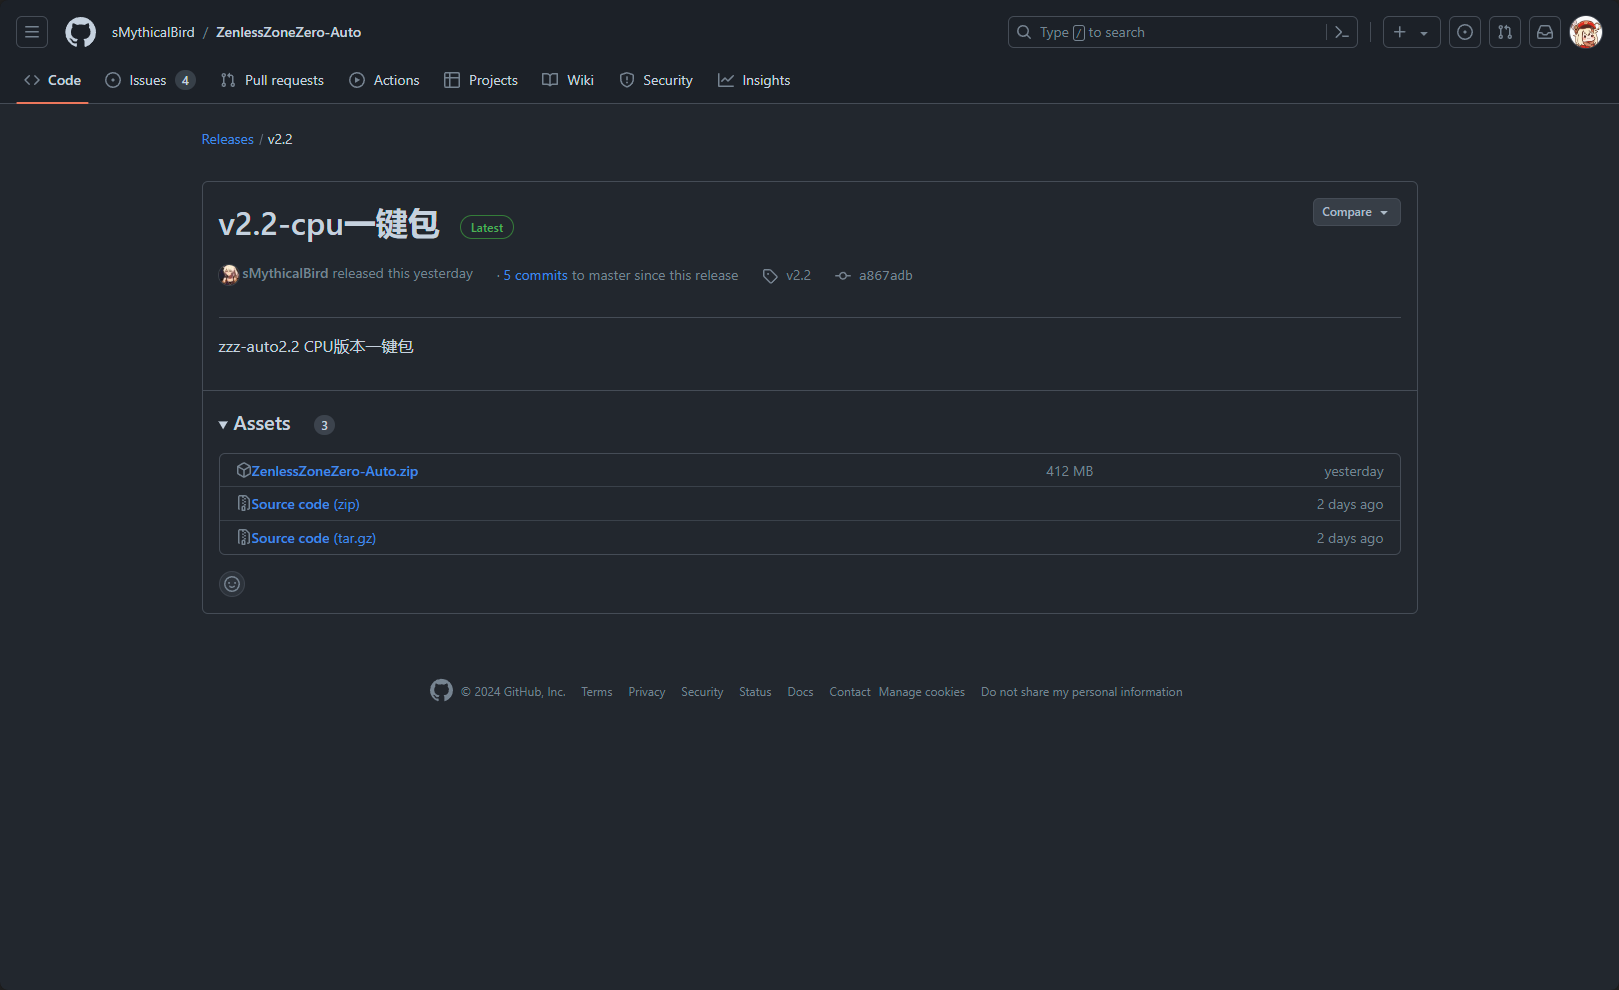 sMythicalBird / ZenlessZoneZero-Auto
Type / to search
Code
Issues 4
Pull requests
Actions
Projects
Wiki
Security
Insights
Releases / v2.2
v2.2-cpu一键包 Latest
Compare
sMythicalBird released this yesterday · 5 commits to master since this release v2.2 a867adb
zzz-auto2.2 CPU版本一键包
Assets 3
ZenlessZoneZero-Auto.zip 412 MB yesterday
Source code (zip) 2 days ago
Source code (tar.gz) 2 days ago
© 2024 GitHub, Inc. Terms Privacy Security Status Docs Contact Manage cookies Do not share my personal information